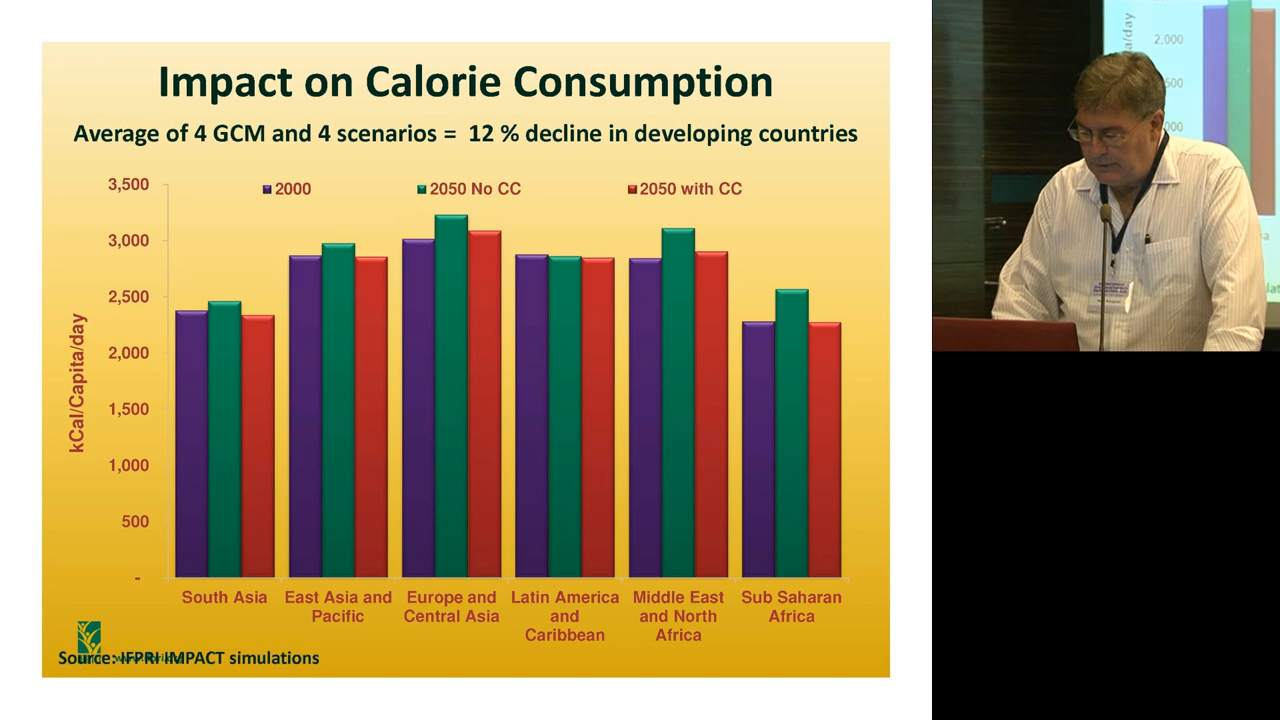 Impact on Calorie Consumption
Average of 4 GCM and 4 scenarios = 12 % decline in developing countries
2000
2050 No CC
2050 with CC
kCal/Capita/day
3,500
3,000
2,500
2,000
1,500
1,000
500
-
South Asia
East Asia and
Pacific
Europe and
Central Asia
Latin America
and
Caribbean
Middle East
and North
Africa
Sub Saharan
Africa
Source: IFPRI IMPACT simulations
2,000